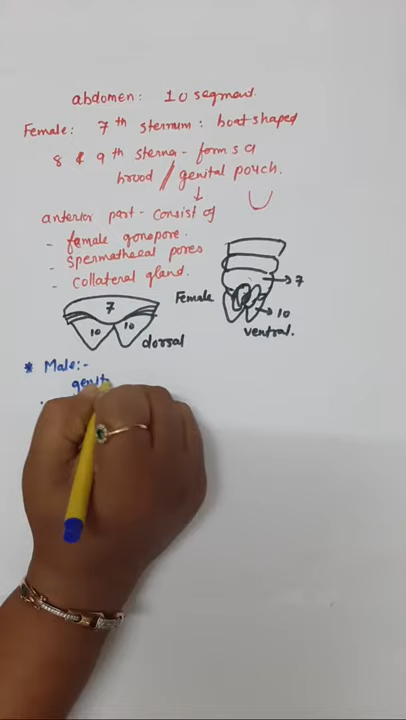 abdomen: 10 segment.
Female: 7th sternum: boat shaped
8 & 9th sterna - forms a
brood / genital pouch.
anterior part - consist of
- female gonopore.
- Spermathecal pores
- Collateral gland.
Female
7
10
ventral.
7
10 10
dorsal
* Male:-
genit